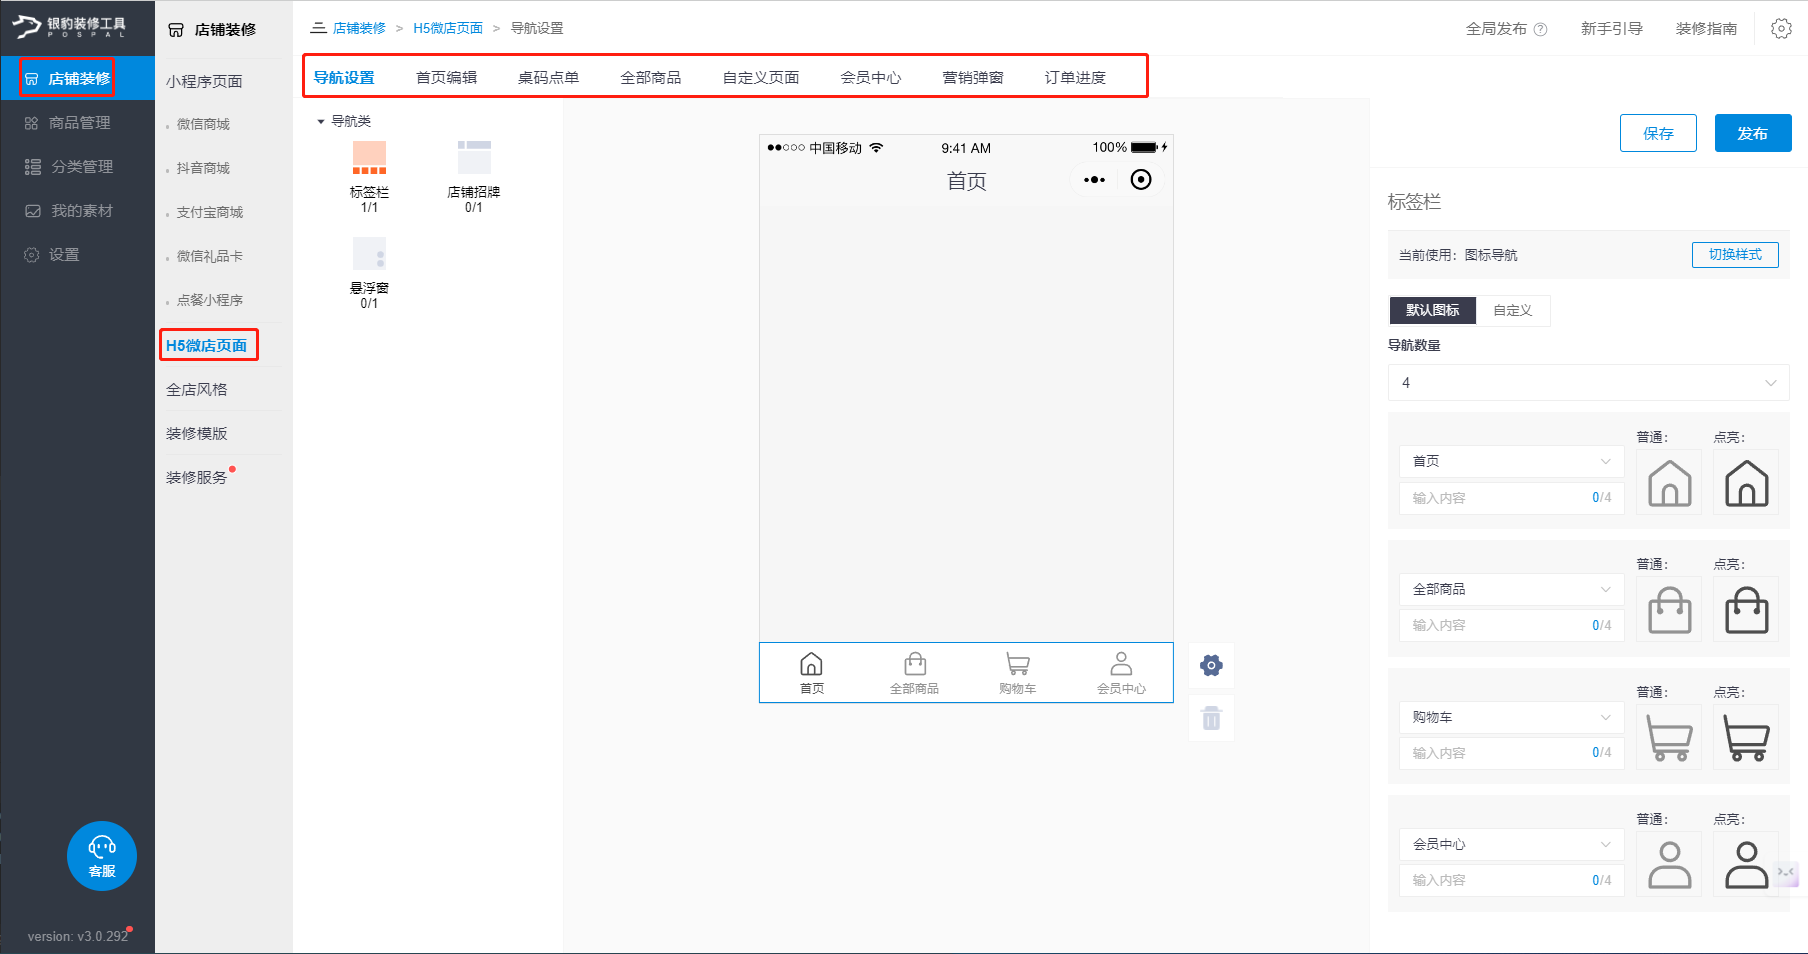 银豹装修工具
POSPAL
店铺装修
商品管理
分类管理
我的素材
设置
客服
version: v3.0.292
店铺装修
小程序页面
微信商城
抖音商城
支付宝商城
微信礼品卡
点餐小程序
H5微店页面
全店风格
装修模版
装修服务
店铺装修 > H5微店页面 > 导航设置
全局发布 ? 新手引导 装修指南
导航设置 首页编辑 桌码点单 全部商品 自定义页面 会员中心 营销弹窗 订单进度
导航类
标签栏
1/1
店铺招牌
0/1
悬浮窗
0/1
中国移动 9:41 AM 100%
首页
首页 全部商品 购物车 会员中心
保存 发布
标签栏
当前使用: 图标导航 切换样式
默认图标 自定义
导航数量
4
普通: 点亮:
首页
输入内容 0/4
普通: 点亮:
全部商品
输入内容 0/4
普通: 点亮:
购物车
输入内容 0/4
普通: 点亮:
会员中心
输入内容 0/4